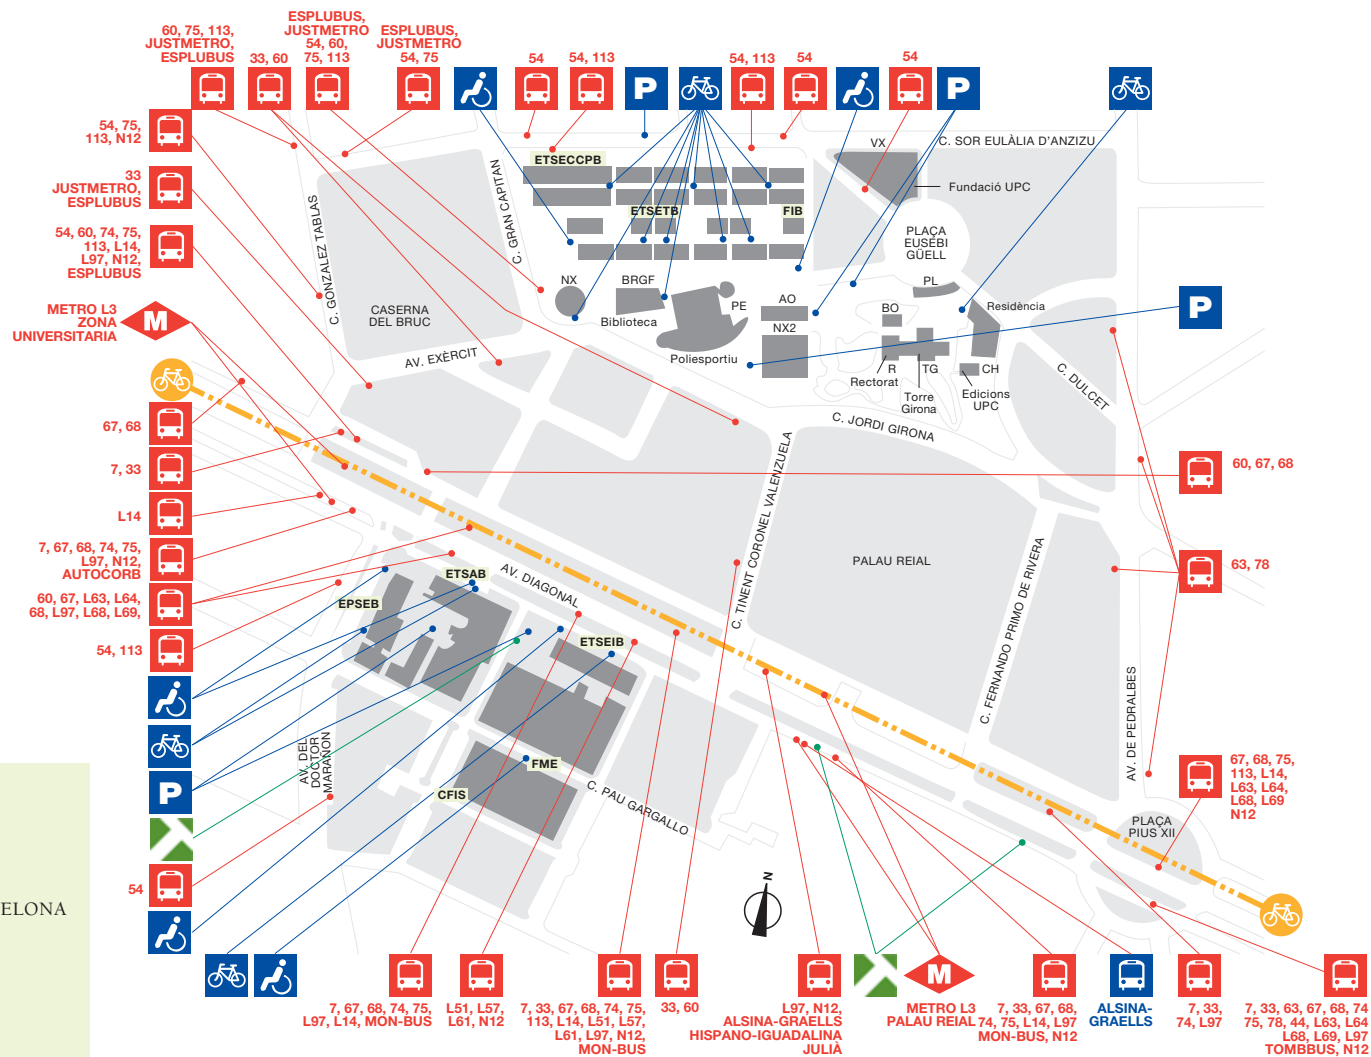 60, 75, 113,
JUSTMETRO,
ESPLUBUS
33, 60
ESPLUBUS,
JUSTMETRO
54, 60,
75, 113
ESPLUBUS,
JUSTMETRO
54, 75
54
54, 113
P
54, 113
54
54
P
54, 75,
113, N12
33
JUSTMETRO,
ESPLUBUS
54, 60, 74, 75,
113, L14,
L97, N12,
ESPLUBUS
METRO L3
ZONA
UNIVERSITARIA
M
67, 68
7, 33
L14
7, 67, 68, 74, 75,
L97, N12,
AUTOCORB
60, 67, L63, L64,
68, L97, L68, L69,
54, 113
P
54
ELONA
C. GONZALEZ TABLAS
C. GRAN CAPITAN
CASERNA
DEL BRUC
AV. EXÈRCIT
ETSECCPB
ETSETB
FIB
VX
C. SOR EULÀLIA D'ANZIZU
Fundació UPC
PLAÇA
EUSEBI
GÜELL
NX
BRGF
Biblioteca
PE
Poliesportiu
AO
NX2
PL
BO
Residència
R
Rectorat
TG
Torre
Girona
CH
Edicions
UPC
P
C. DULCET
C. JORDI GIRONA
C. TINENT CORONEL VALENZUELA
PALAU REIAL
C. FERNANDO PRIMO DE RIVERA
AV. DE PEDRALBES
60, 67, 68
63, 78
67, 68, 75,
113, L14,
L63, L64,
L68, L69
N12
PLAÇA
PIUS XII
AV. DIAGONAL
ETSAB
EPSEB
ETSEIB
FME
CFIS
AV. DEL
DOCTOR
MARAÑON
C. PAU GARGALLO
N
7, 67, 68, 74, 75,
L97, L14, MON-BUS
L51, L57,
L61, N12
7, 33, 67, 68, 74, 75,
113, L14, L51, L57,
L61, L97, N12,
MON-BUS
33, 60
L97, N12,
ALSINA-GRAELLS
HISPANO-IGUADALINA
JULIÀ
M
METRO L3
PALAU REIAL
7, 33, 67, 68,
74, 75, L14, L97
MON-BUS, N12
ALSINA-
GRAELLS
7, 33,
74, L97
7, 33, 63, 67, 68, 74
75, 78, 44, L63, L64
L68, L69, L97
TOMBBUS, N12